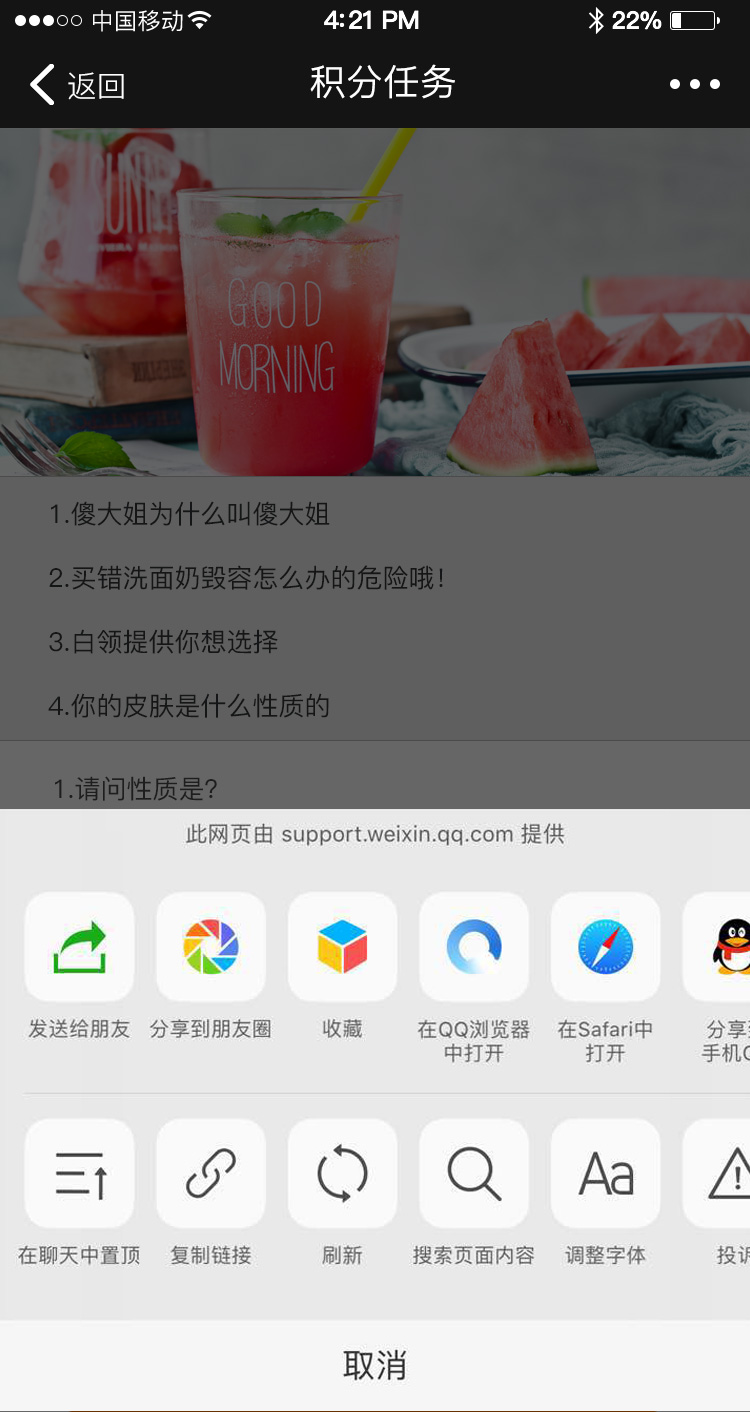 中国移动
4:21 PM
22%
返回
积分任务
SUN
RIVIERA
GOOD
MORNING
1.傻大姐为什么叫傻大姐
2.买错洗面奶毁容怎么办的危险哦!
3.白领提供你想选择
4.你的皮肤是什么性质的
1.请问性质是?
此网页由 support.weixin.qq.com 提供
发送给朋友
分享到朋友圈
收藏
在QQ浏览器
中打开
在Safari中
打开
分享
手机
在聊天中置顶
复制链接
刷新
搜索页面内容
Aa
调整字体
投诉
取消